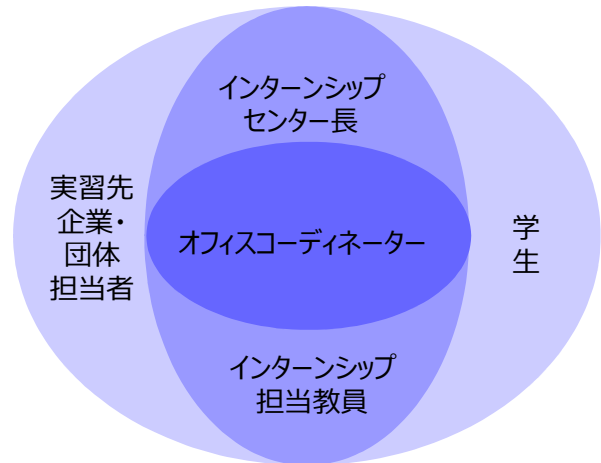 インターンシップ
センター長
実習先
企業・
団体
担当者
オフィスコーディネーター
学
生
インターンシップ
担当教員